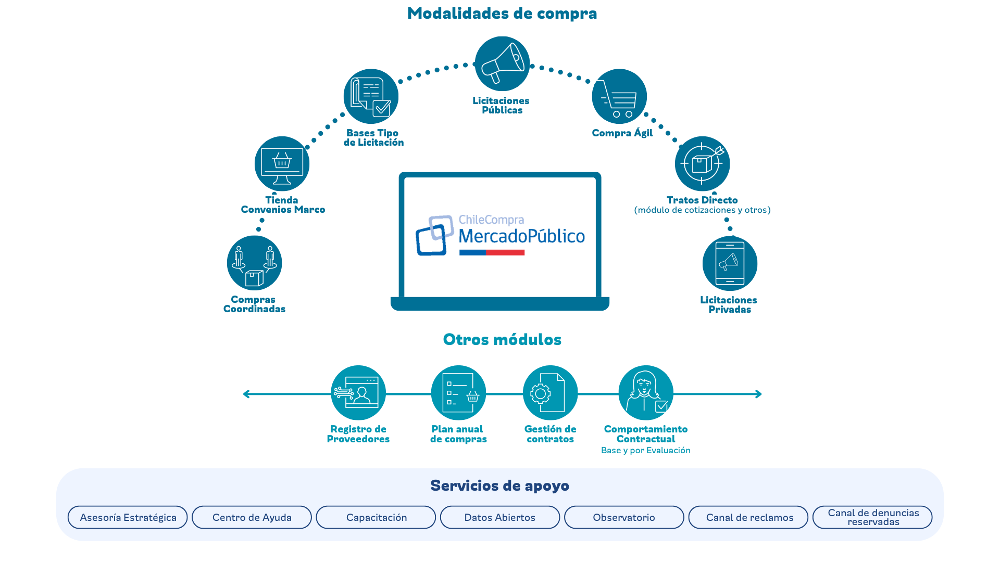 Modalidades de compra
Licitaciones
Públicas
Bases Tipo
de Licitación
Compra Ágil
Tienda
Convenios Marco
Tratos Directo
(módulo de cotizaciones y otros)
ChileCompra
MercadoPúblico
Compras
Coordinadas
Licitaciones
Privadas
Otros módulos
Registro de
Proveedores
Plan anual
de compras
Gestión de
contratos
Comportamiento
Contractual
Base y por Evaluación
Servicios de apoyo
Asesoría Estratégica
Centro de Ayuda
Capacitación
Datos Abiertos
Observatorio
Canal de reclamos
Canal de denuncias
reservadas